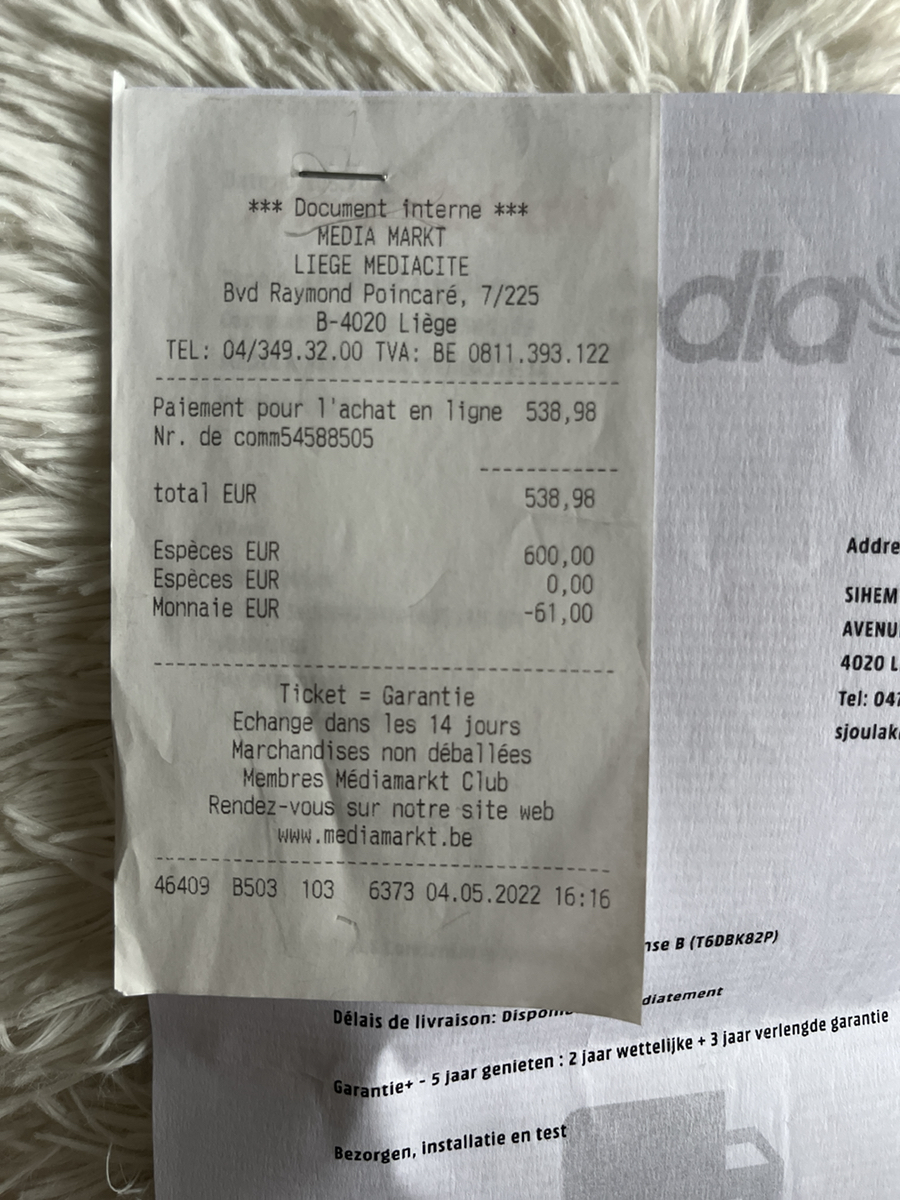 *** Document interne ***
MEDIA MARKT
LIEGE MEDIACITE
Bvd Raymond Poincaré, 7/225
B-4020 Liège
TEL: 04/349.32.00 TVA: BE 0811.393.122
Paiement pour l'achat en ligne 538,98
Nr. de comm54588505
total EUR 538,98
Espèces EUR 600,00
Espèces EUR 0,00
Monnaie EUR -61,00
Ticket = Garantie
Echange dans les 14 jours
Marchandises non déballées
Membres Médiamarkt Club
Rendez-vous sur notre site web
www.mediamarkt.be
46409 B503 103 6373 04.05.2022 16:16
dia
Addre
SIHEM
AVENU
4020 L
Tel: 047
sjoulak
nse B (T6DBK82P)
Délais de livraison: Disponi diatement
Garantie+ - 5 jaar genieten : 2 jaar wettelijke + 3 jaar verlengde garantie
Bezorgen, installatie en test